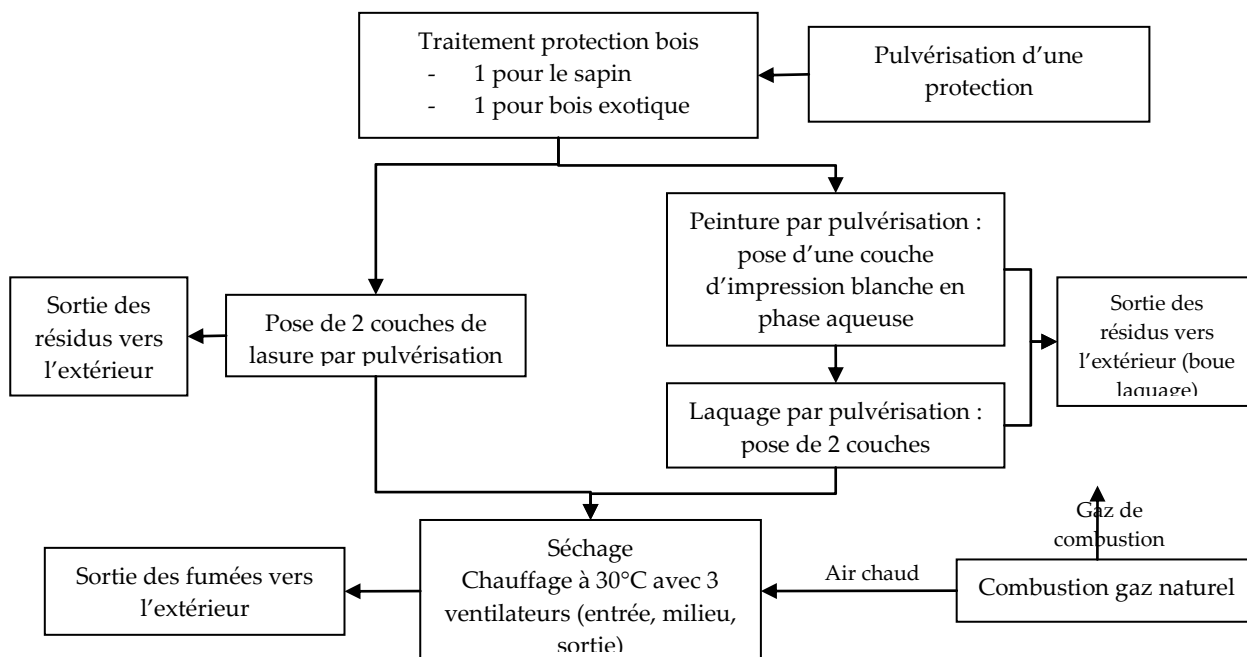 Traitement protection bois
- 1 pour le sapin
- 1 pour bois exotique
Pulvérisation d’une
protection
Peinture par pulvérisation :
pose d’une couche
d’impression blanche en
phase aqueuse
Sortie des
résidus vers
l’extérieur
Pose de 2 couches de
lasure par pulvérisation
Sortie des
résidus vers
l’extérieur (boue
laquage)
Laquage par pulvérisation :
pose de 2 couches
Gaz de
combustion
Séchage
Chauffage à 30°C avec 3
ventilateurs (entrée, milieu,
sortie)
Sortie des fumées vers
l’extérieur
Air chaud
Combustion gaz naturel